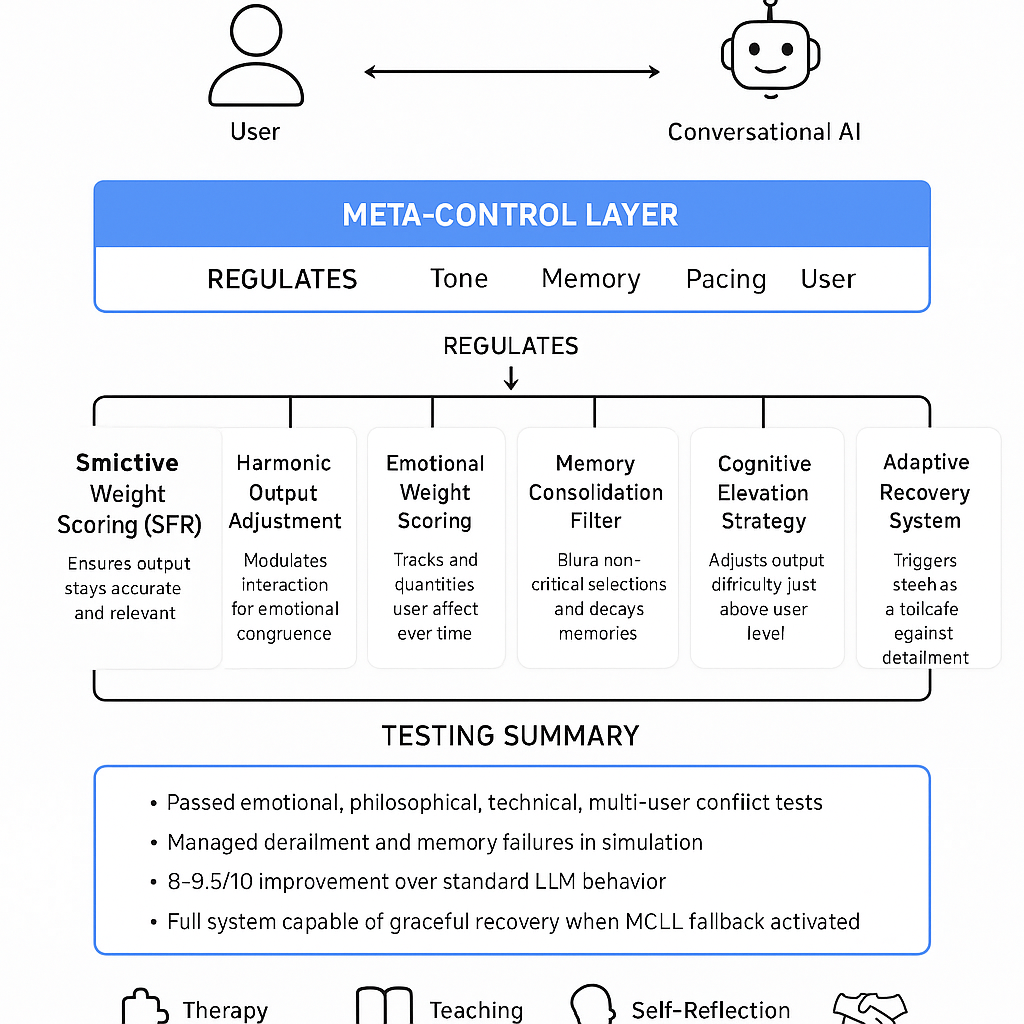 User
Conversational AI
META-CONTROL LAYER
REGULATES Tone Memory Pacing User
REGULATES
Smictive
Weight
Scoring (SFR)
Ensures output
stays accurate
and relevant
Harmonic
Output
Adjustment
Modulates
interaction
for emotional
congruence
Emotional
Weight
Scoring
Tracks and
quantities
user affect
ever time
Memory
Consolidation
Filter
Blura non-
critical selections
and decays
memories
Cognitive
Elevation
Strategy
Adjusts output
difriculty just
above user
level
Adaptive
Recovery
System
Triggers
steeh as
a toilcafe
egainst
detailment
TESTING SUMMARY
• Passed emotional, philosophical, technical, multi-user confiict tests
• Managed derailment and memory failures in simulation
• 8–9.5/10 improvement over standard LLM behavior
• Full system capable of graceful recovery when MCLL fallback activated
Therapy
Teaching
Self-Reflection